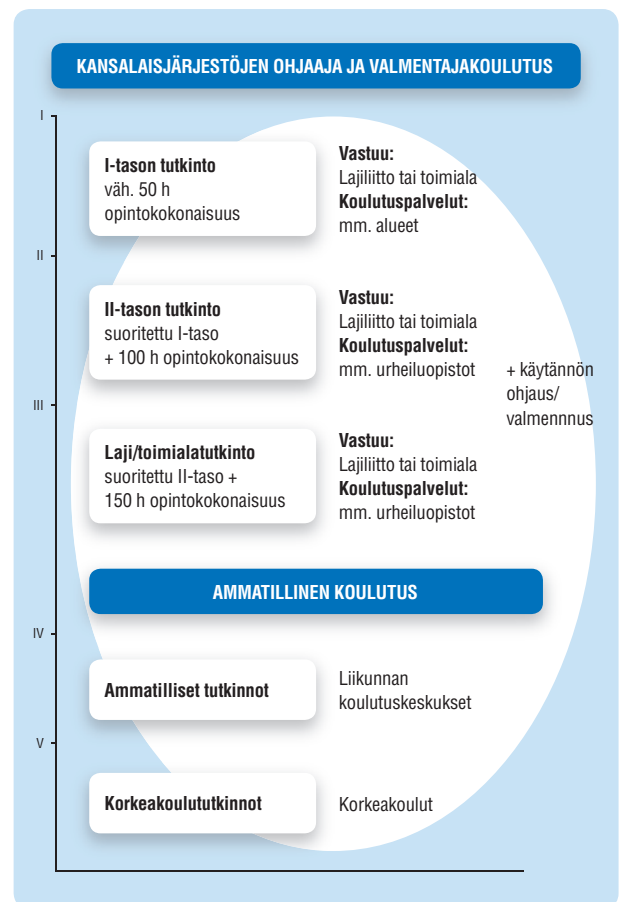 KANSALAISJÄRJESTÖJEN OHJAAJA JA VALMENTAJAKOULUTUS
I
I-tason tutkinto
väh. 50 h
opintokokonaisuus
Vastuu:
Lajiliitto tai toimiala
Koulutuspalvelut:
mm. alueet
II
II-tason tutkinto
suoritettu I-taso
+ 100 h opintokokonaisuus
Vastuu:
Lajiliitto tai toimiala
Koulutuspalvelut:
mm. urheiluopistot
+ käytännön
ohjaus/
valmennnus
III
Laji/toimialatutkinto
suoritettu II-taso +
150 h opintokokonaisuus
Vastuu:
Lajiliitto tai toimiala
Koulutuspalvelut:
mm. urheiluopistot
AMMATILLINEN KOULUTUS
IV
Ammatilliset tutkinnot
Liikunnan
koulutuskeskukset
V
Korkeakoulututkinnot
Korkeakoulut